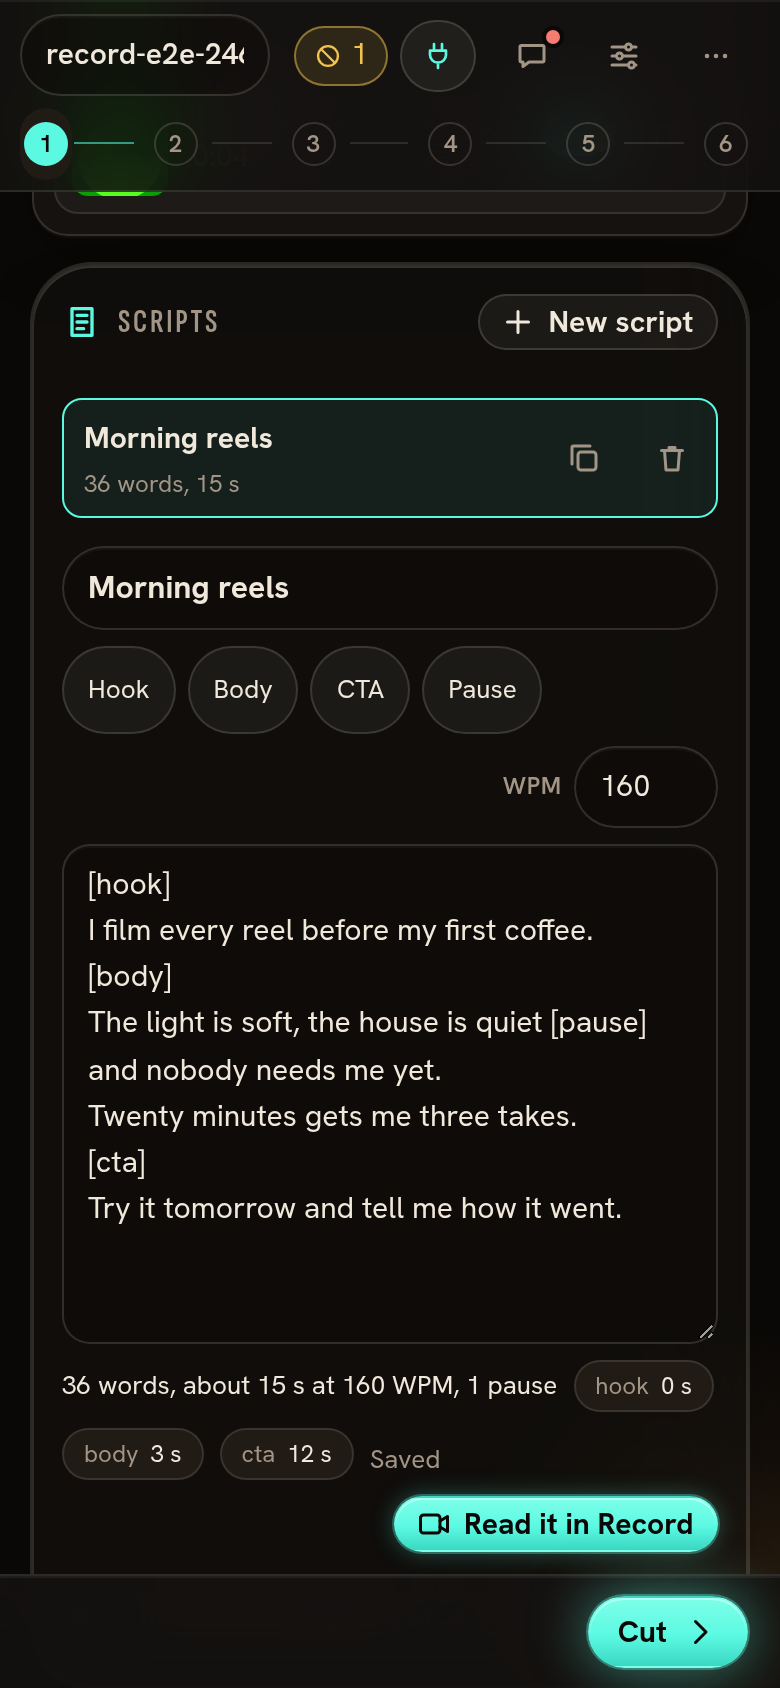 record-e2e-246
1
1
2
3
4
5
6
SCRIPTS
New script
Morning reels
36 words, 15 s
Morning reels
Hook
Body
CTA
Pause
WPM
160
[hook]
I film every reel before my first coffee.
[body]
The light is soft, the house is quiet [pause]
and nobody needs me yet.
Twenty minutes gets me three takes.
[cta]
Try it tomorrow and tell me how it went.
36 words, about 15 s at 160 WPM, 1 pause
hook 0 s
body 3 s
cta 12 s
Saved
Read it in Record
Cut